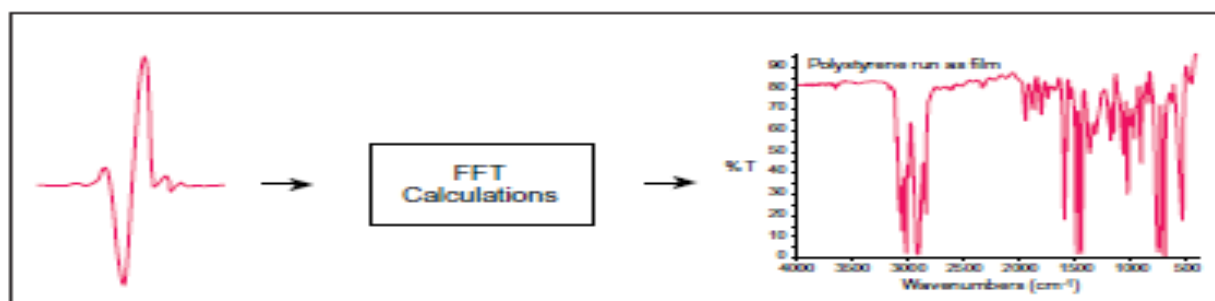 FFT
Calculations
Polystyrene run as film
%T
90
80
70
60
50
40
30
20
10
0
4000 3500 3000 2500 2000 1500 1000 500
Wavenumbers (cm⁻¹)